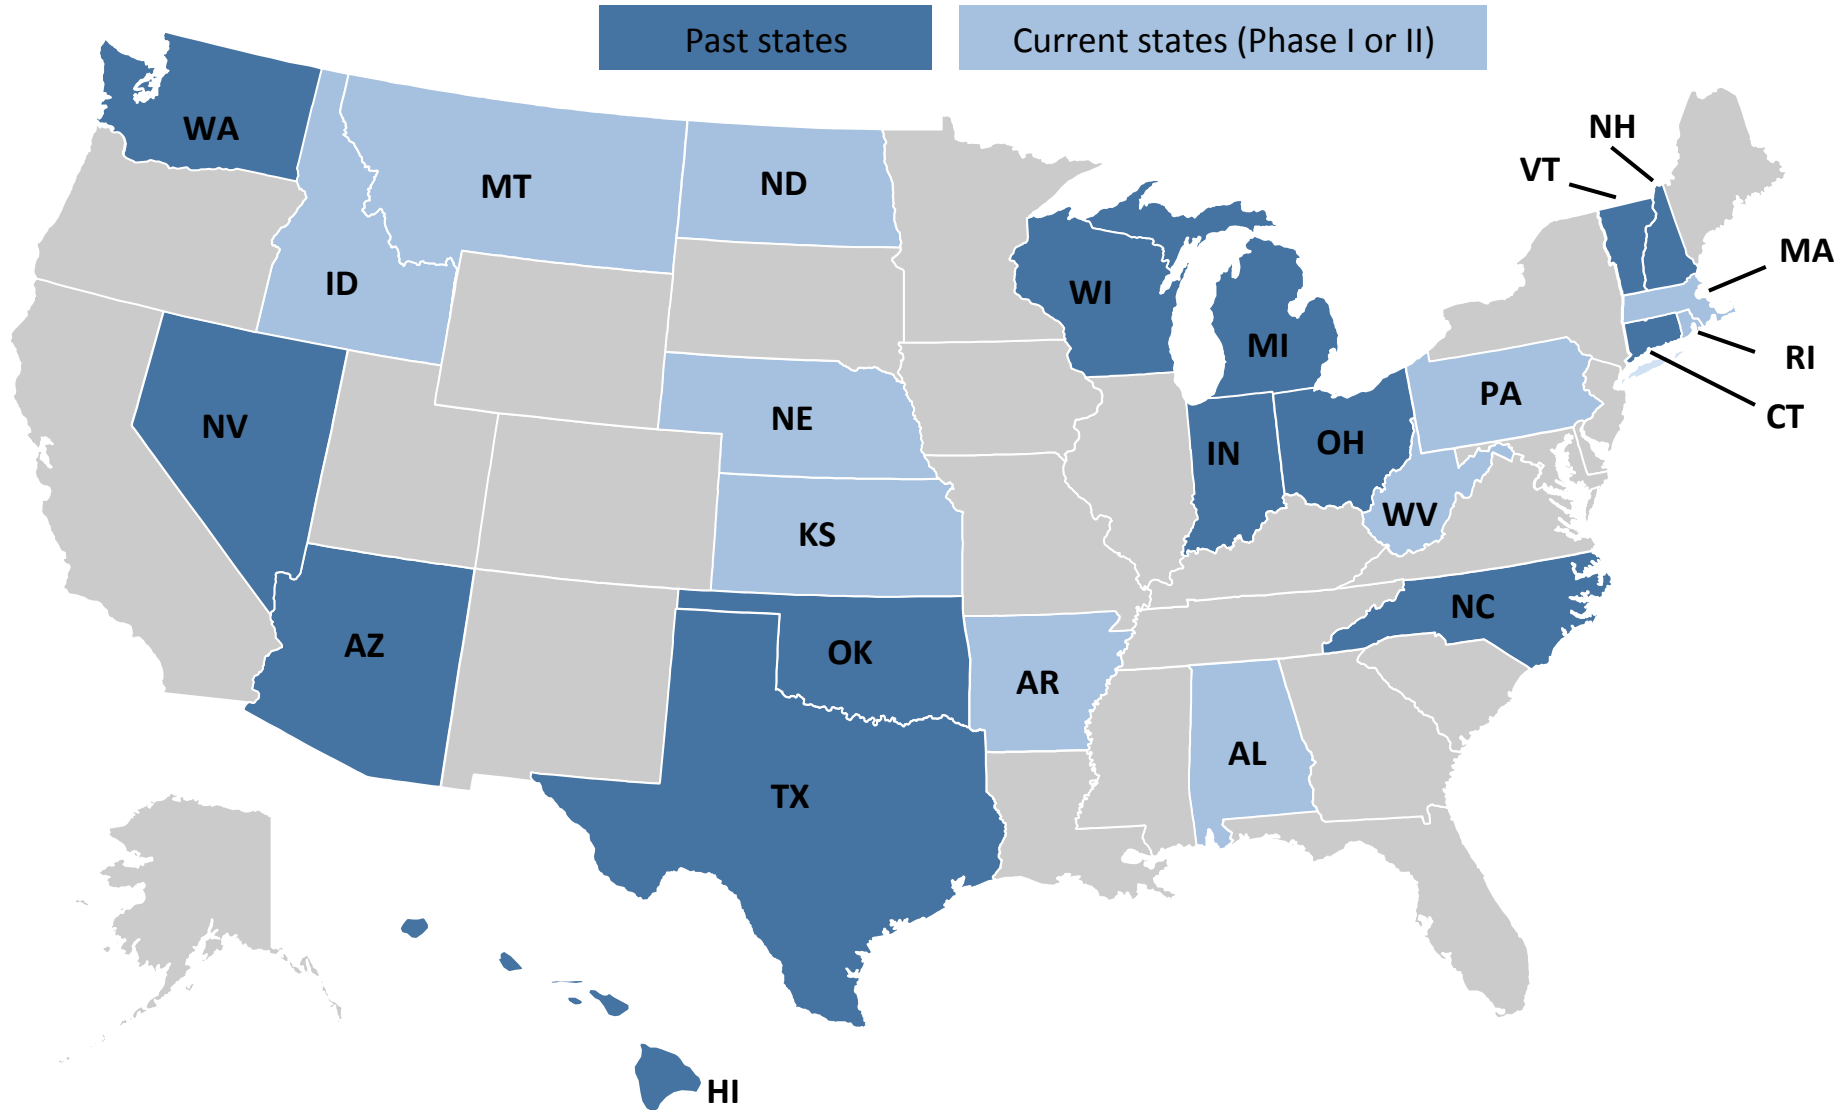 Past states
Current states (Phase I or II)
WA
MT
ND
ID
NV
NE
KS
AZ
OK
TX
AR
AL
WI
MI
IN
OH
PA
WV
NC
NH
VT
MA
RI
CT
HI